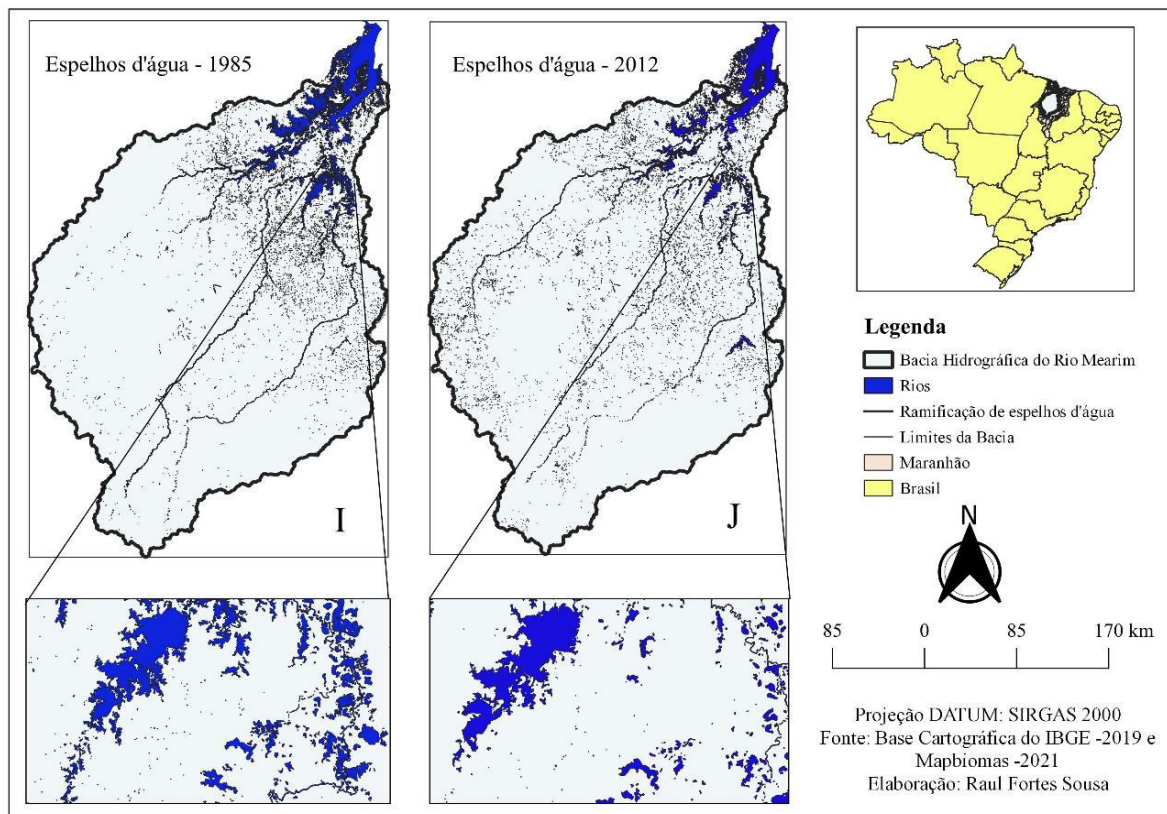 Espelhos d'água - 1985
I
Espelhos d'água - 2012
J
Legenda
Bacia Hidrográfica do Rio Mearim
Rios
Ramificação de espelhos d'água
Limites da Bacia
Maranhão
Brasil
N
85 0 85 170 km
Projeção DATUM: SIRGAS 2000
Fonte: Base Cartográfica do IBGE -2019 e
Mapbiomas -2021
Elaboração: Raul Fortes Sousa